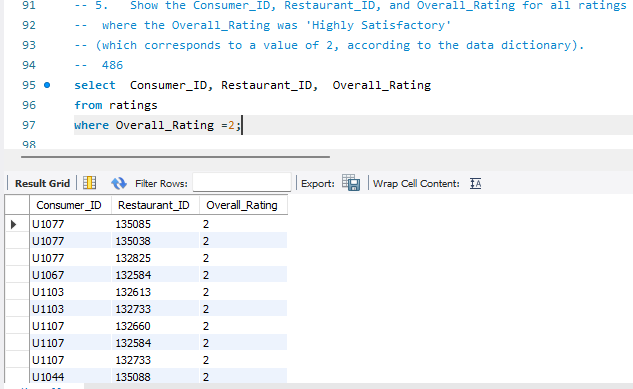 91 -- 5. Show the Consumer_ID, Restaurant_ID, and Overall_Rating for all ratings
92 -- where the Overall_Rating was 'Highly Satisfactory'
93 -- (which corresponds to a value of 2, according to the data dictionary).
94 -- 486
95 select Consumer_ID, Restaurant_ID, Overall_Rating
96 from ratings
97 where Overall_Rating =2;
98
Result Grid Filter Rows: Export: Wrap Cell Content: IA
Consumer_ID Restaurant_ID Overall_Rating
U1077 135085 2
U1077 135038 2
U1077 132825 2
U1067 132584 2
U1103 132613 2
U1103 132733 2
U1107 132660 2
U1107 132584 2
U1107 132733 2
U1044 135088 2